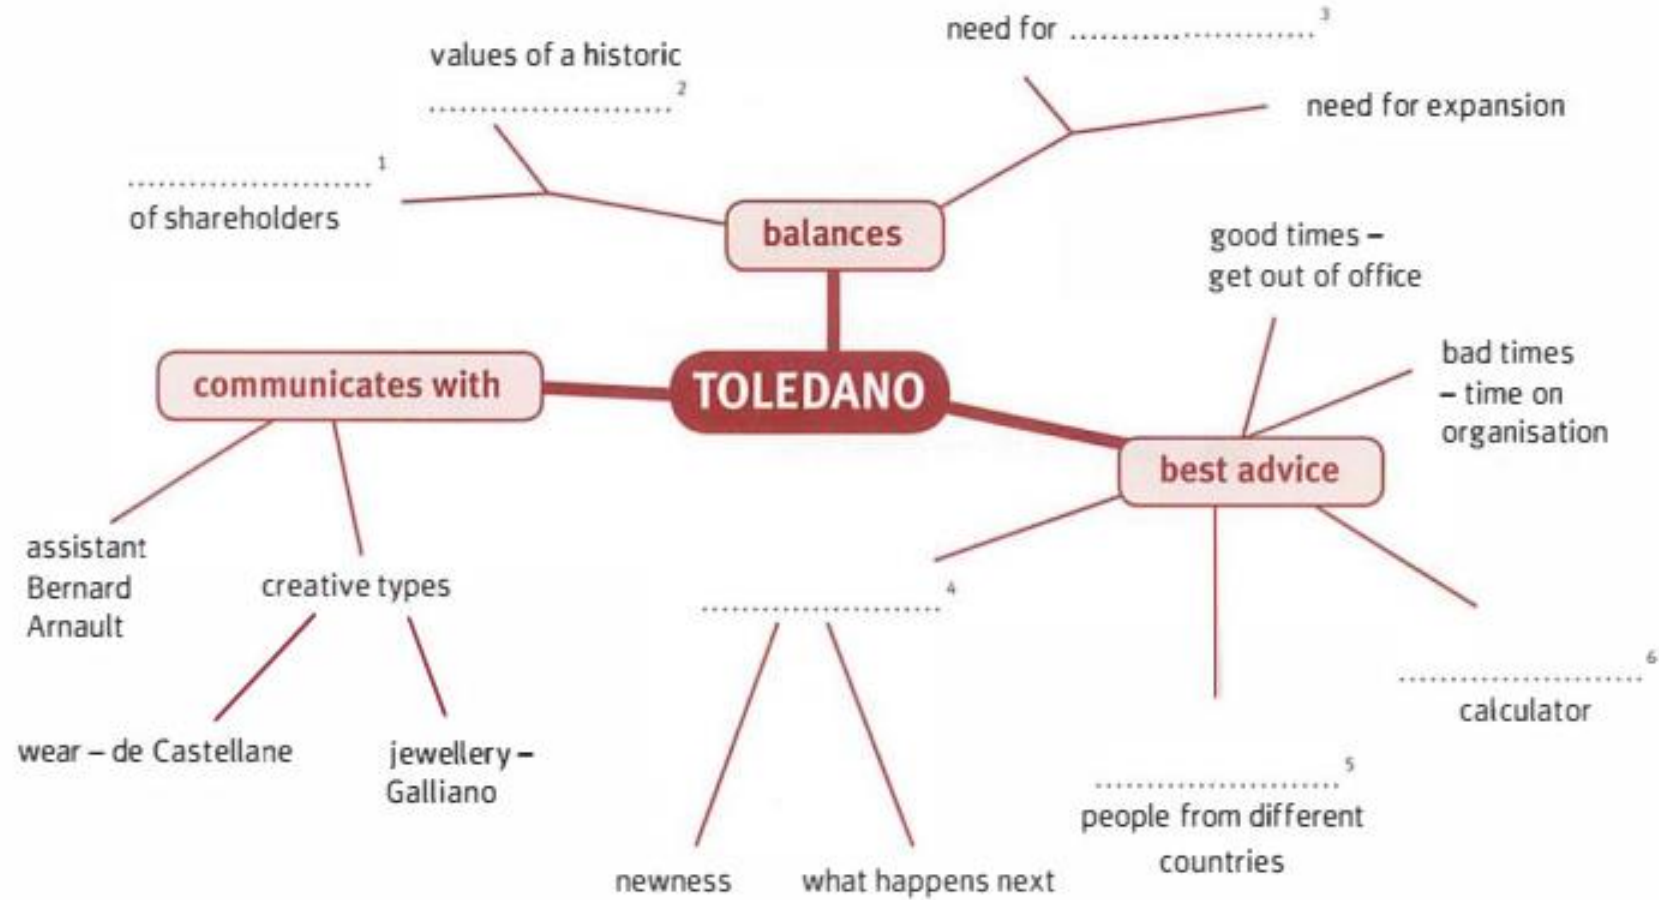 need for ........................ 3
values of a historic
........................ 2
need for expansion
........................ 1
of shareholders
balances
good times –
get out of office
bad times
– time on
organisation
communicates with
TOLEDANO
best advice
assistant
Bernard
Arnault
creative types
........................ 4
........................ 6
calculator
wear – de Castellane
jewellery –
Galliano
........................ 5
people from different
countries
newness
what happens next